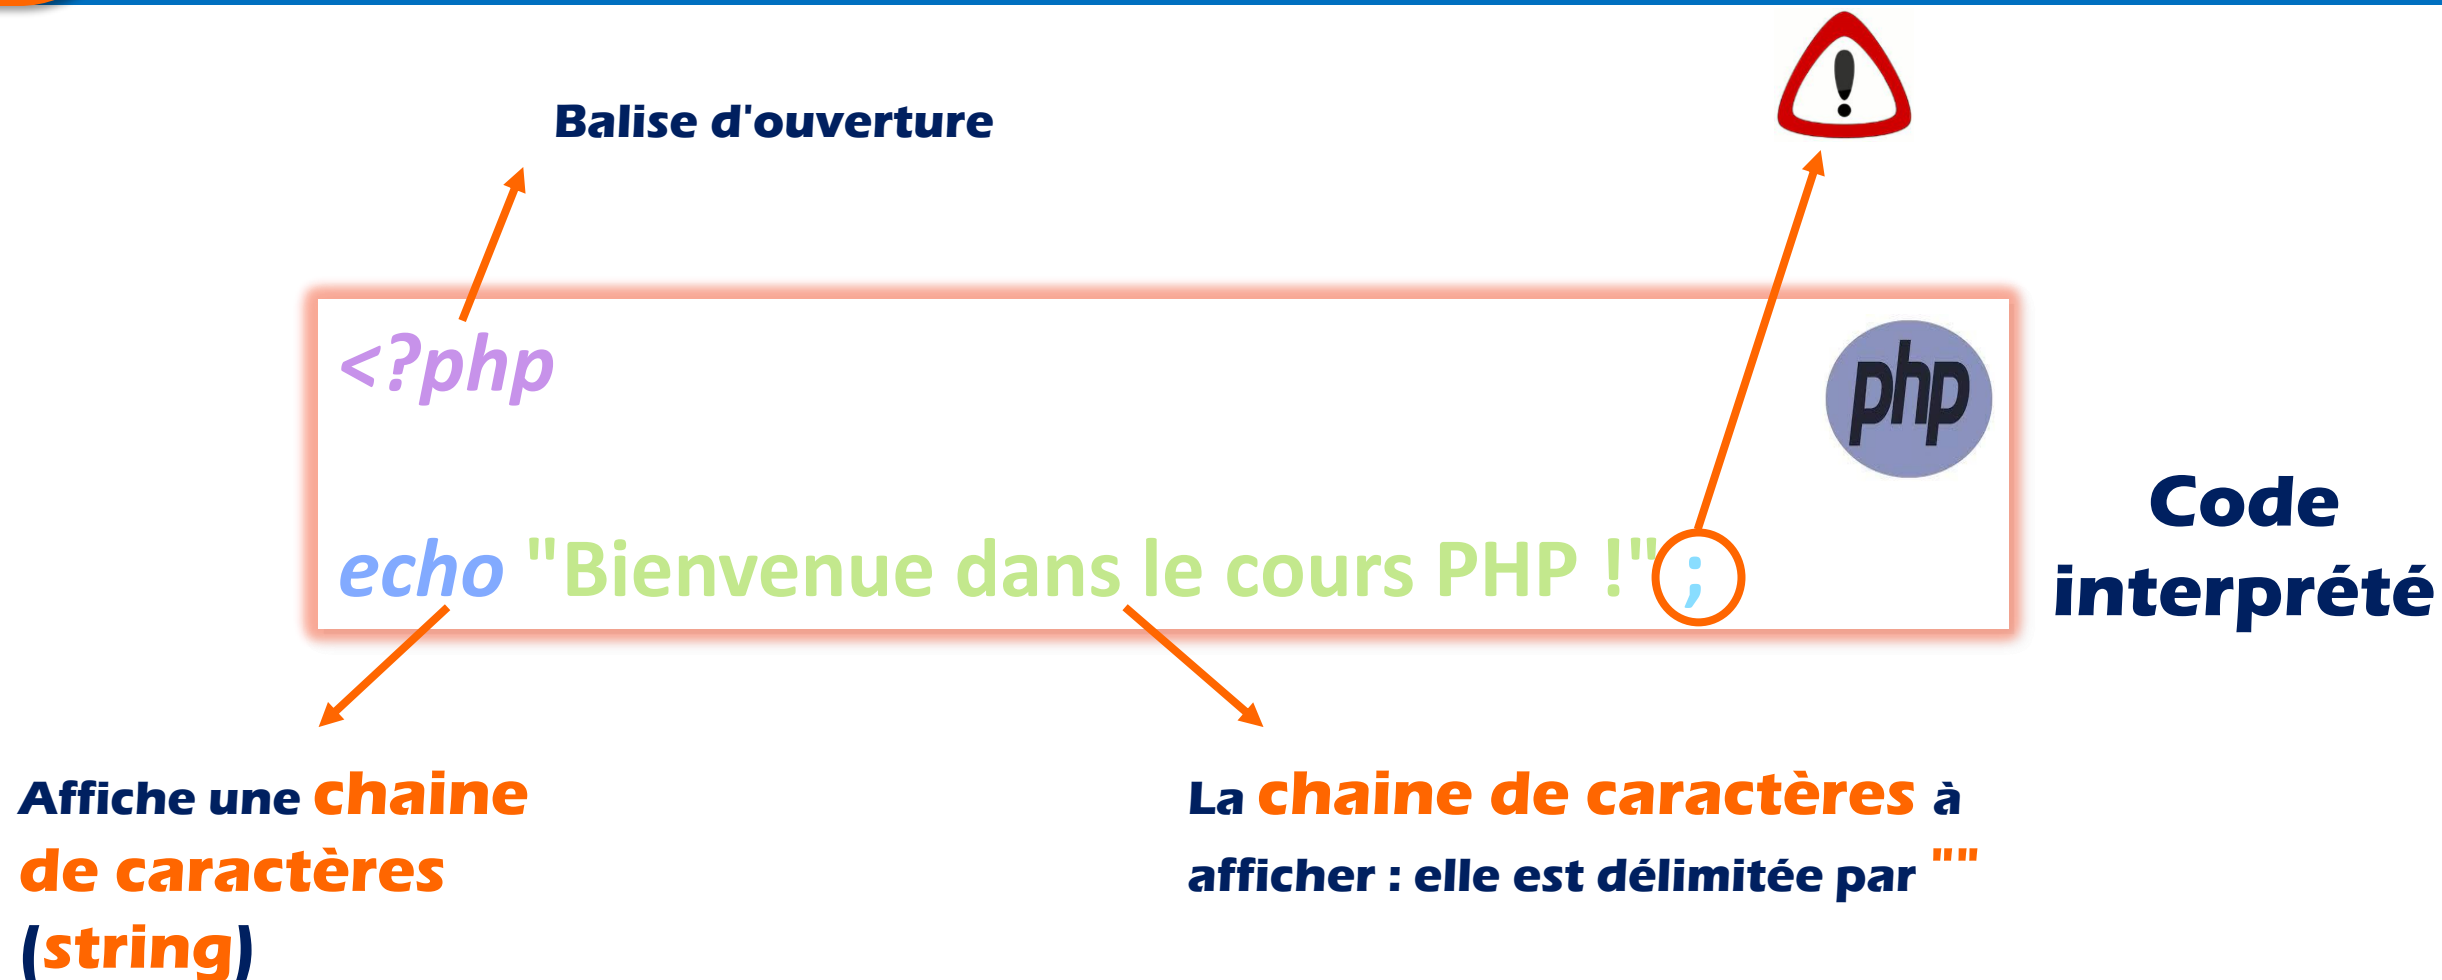 Balise d'ouverture
<?php
php
echo "Bienvenue dans le cours PHP !" ;
Code
interprété
Affiche une chaine
de caractères
(string)
La chaine de caractères à
afficher : elle est délimitée par ""